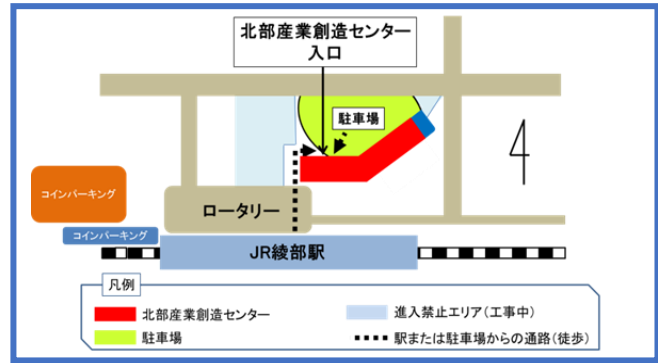 北部産業創造センター
入口
駐車場
コインパーキング
ロータリー
コインパーキング
JR綾部駅
凡例
北部産業創造センター
進入禁止エリア(工事中)
駐車場
駅または駐車場からの通路(徒歩)